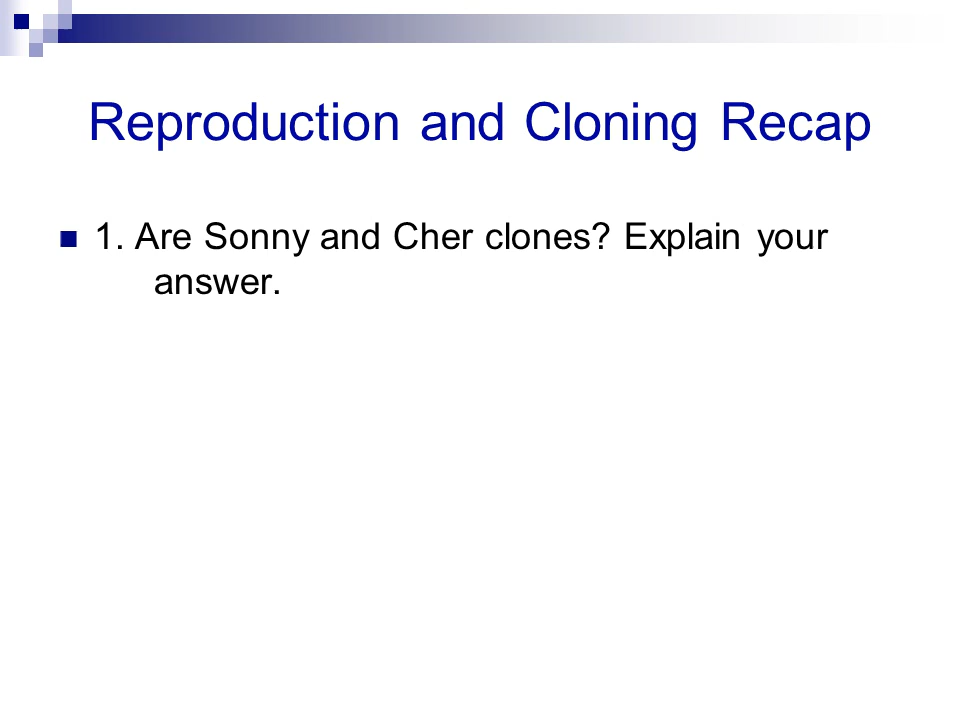 Reproduction and Cloning Recap
1. Are Sonny and Cher clones? Explain your
answer.